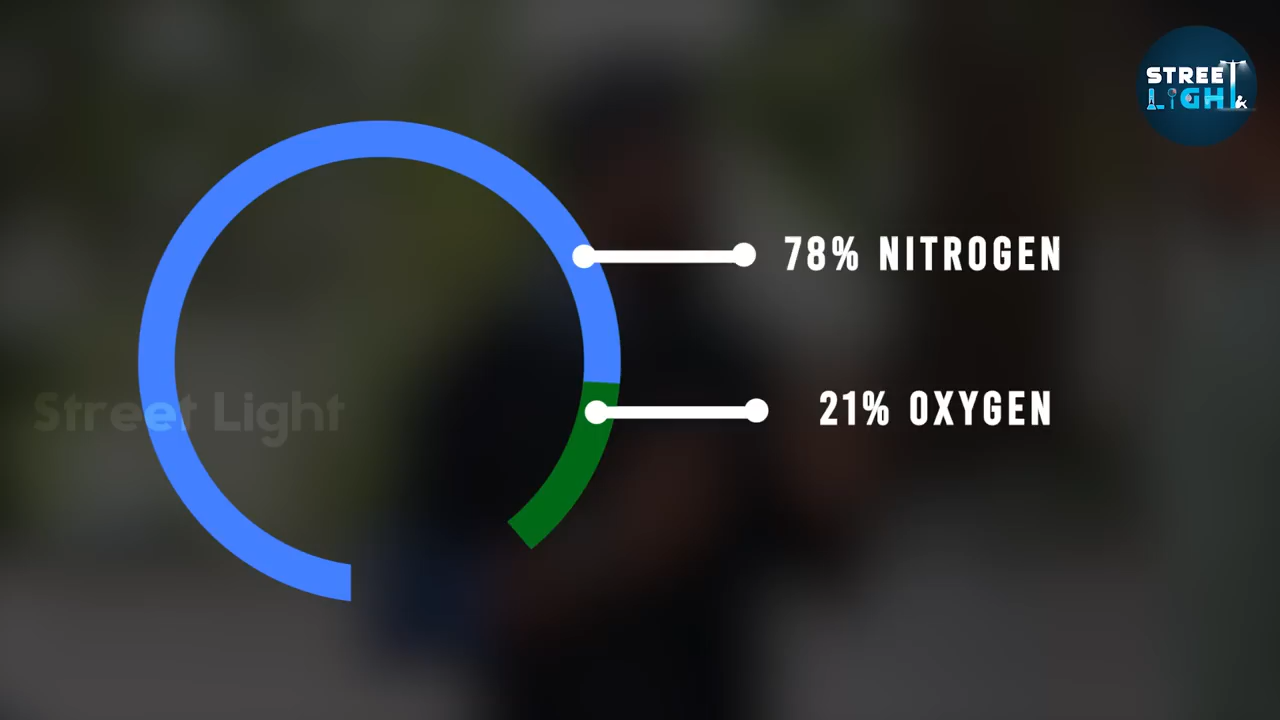 STREET
LIGHT
78% NITROGEN
21% OXYGEN
Street Light